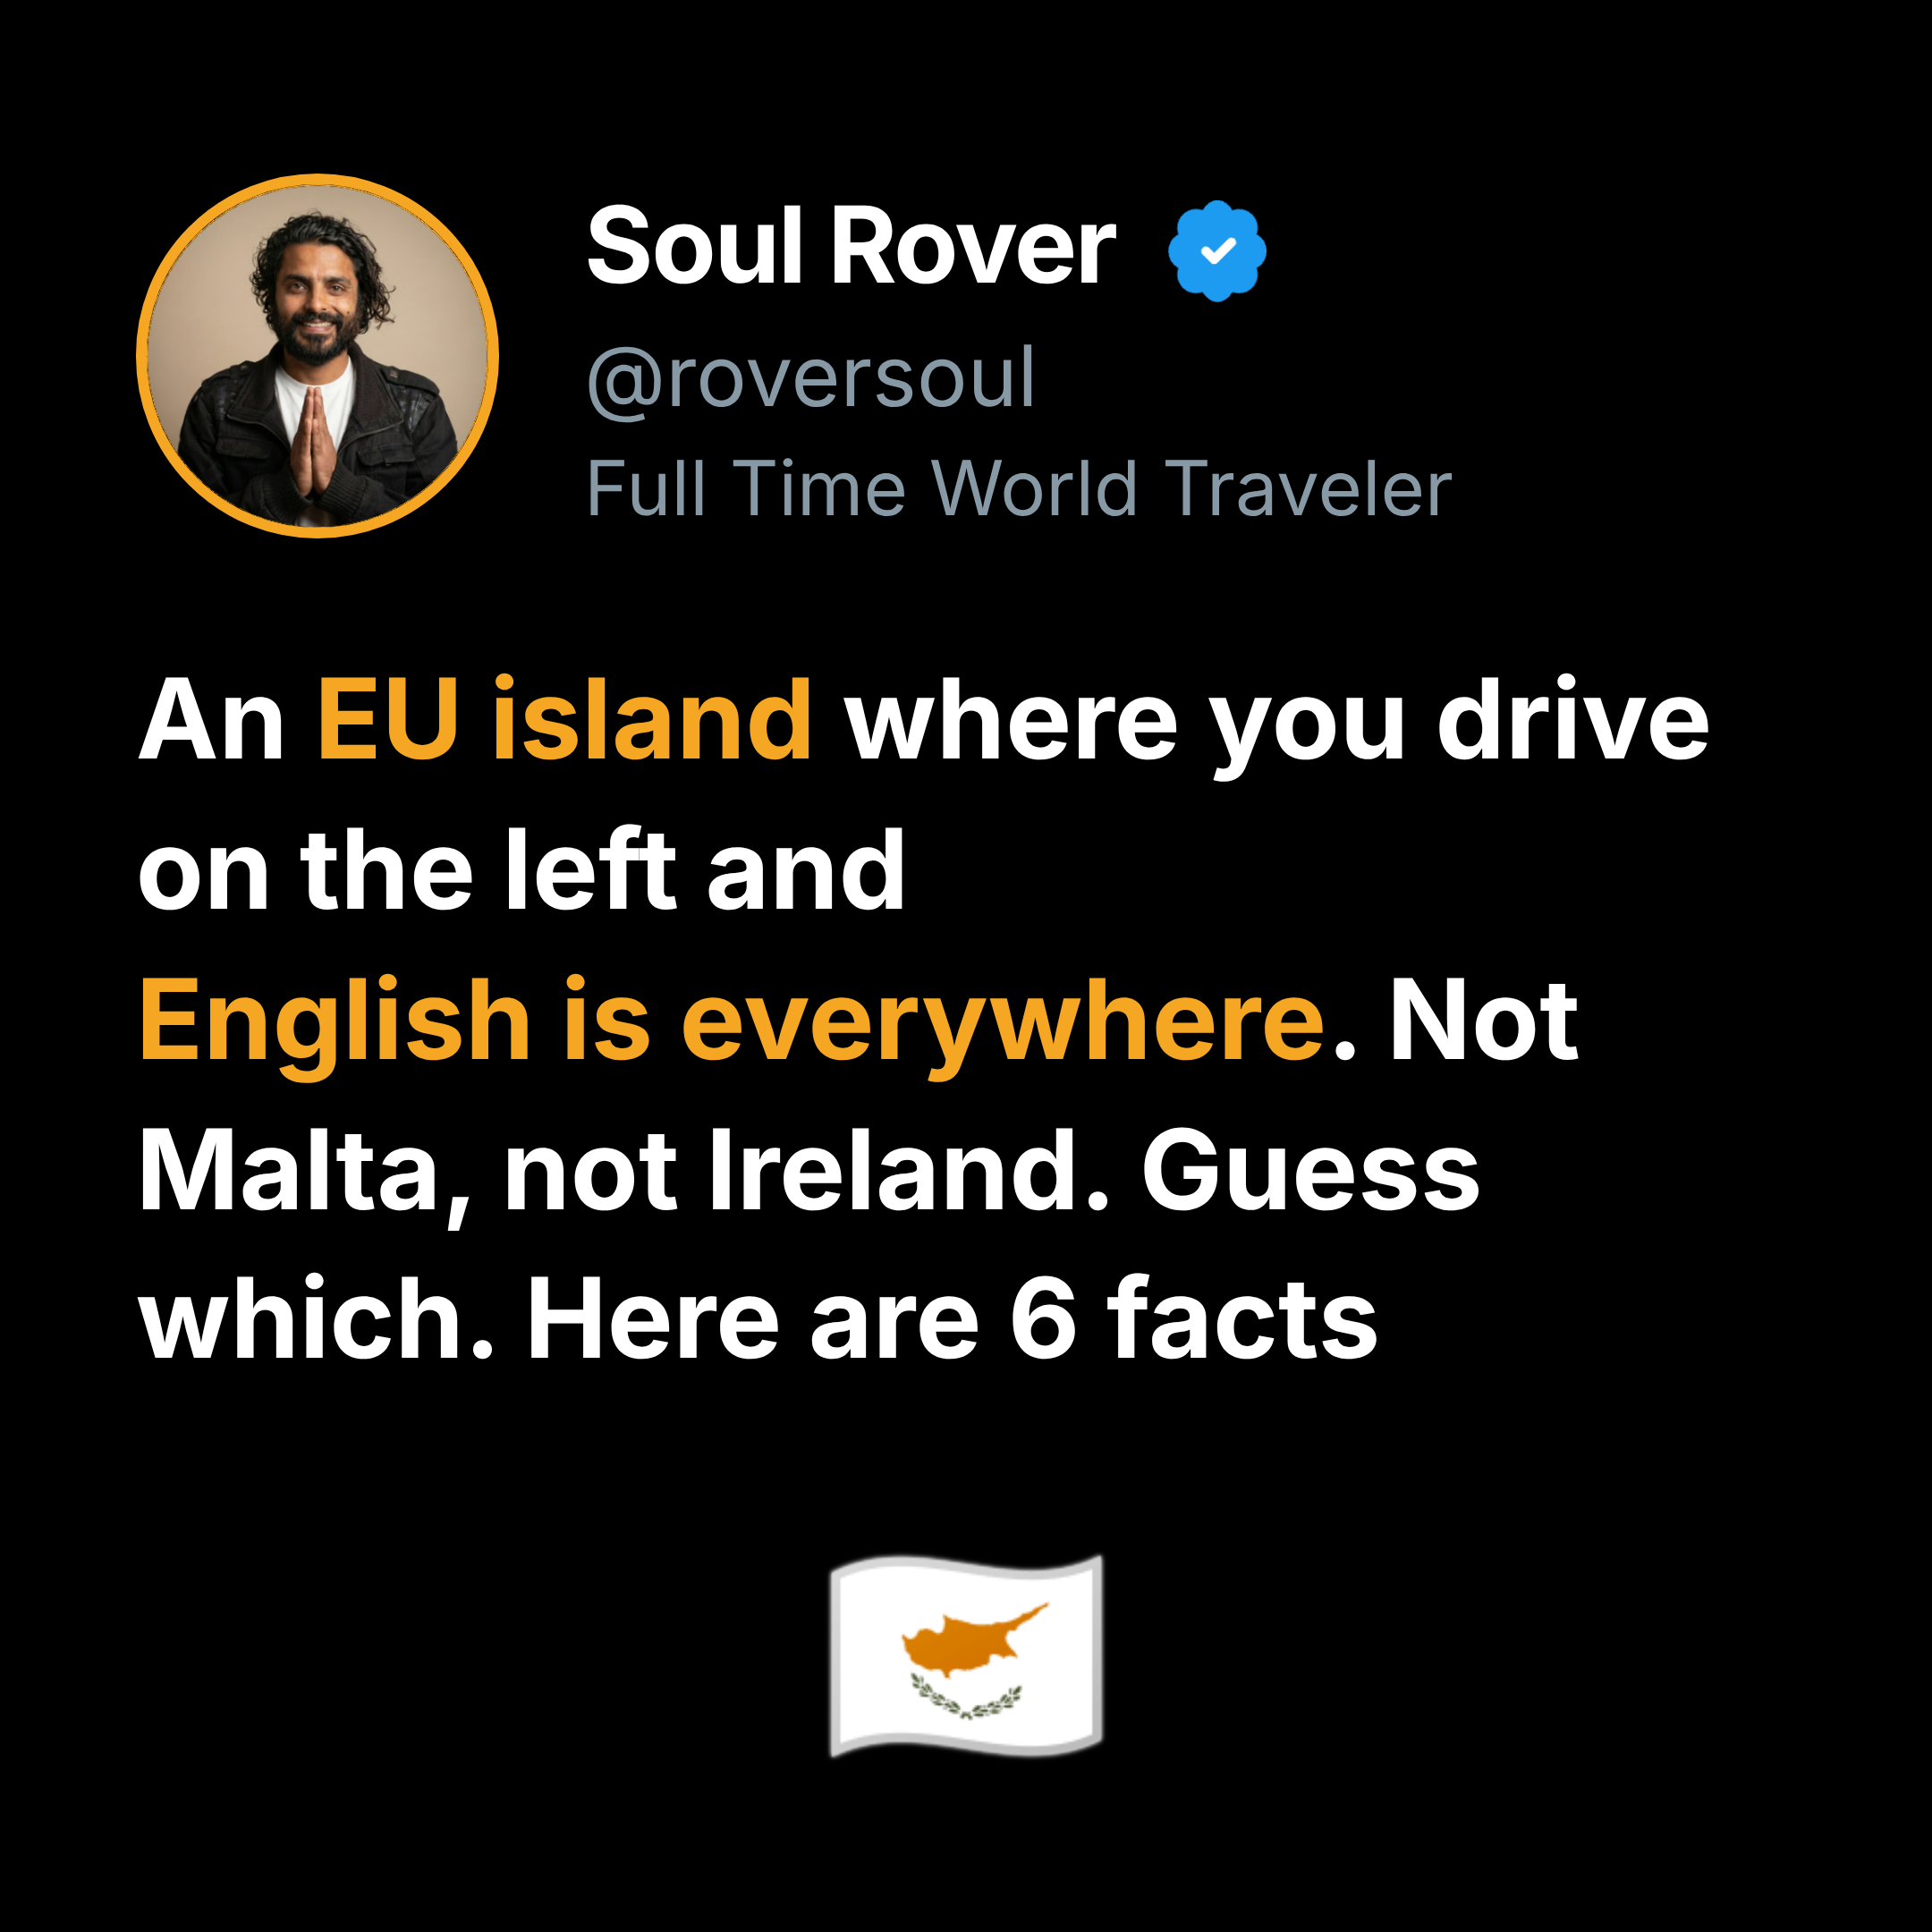 Soul Rover
@roversoul
Full Time World Traveler
An EU island where you drive
on the left and
English is everywhere. Not
Malta, not Ireland. Guess
which. Here are 6 facts